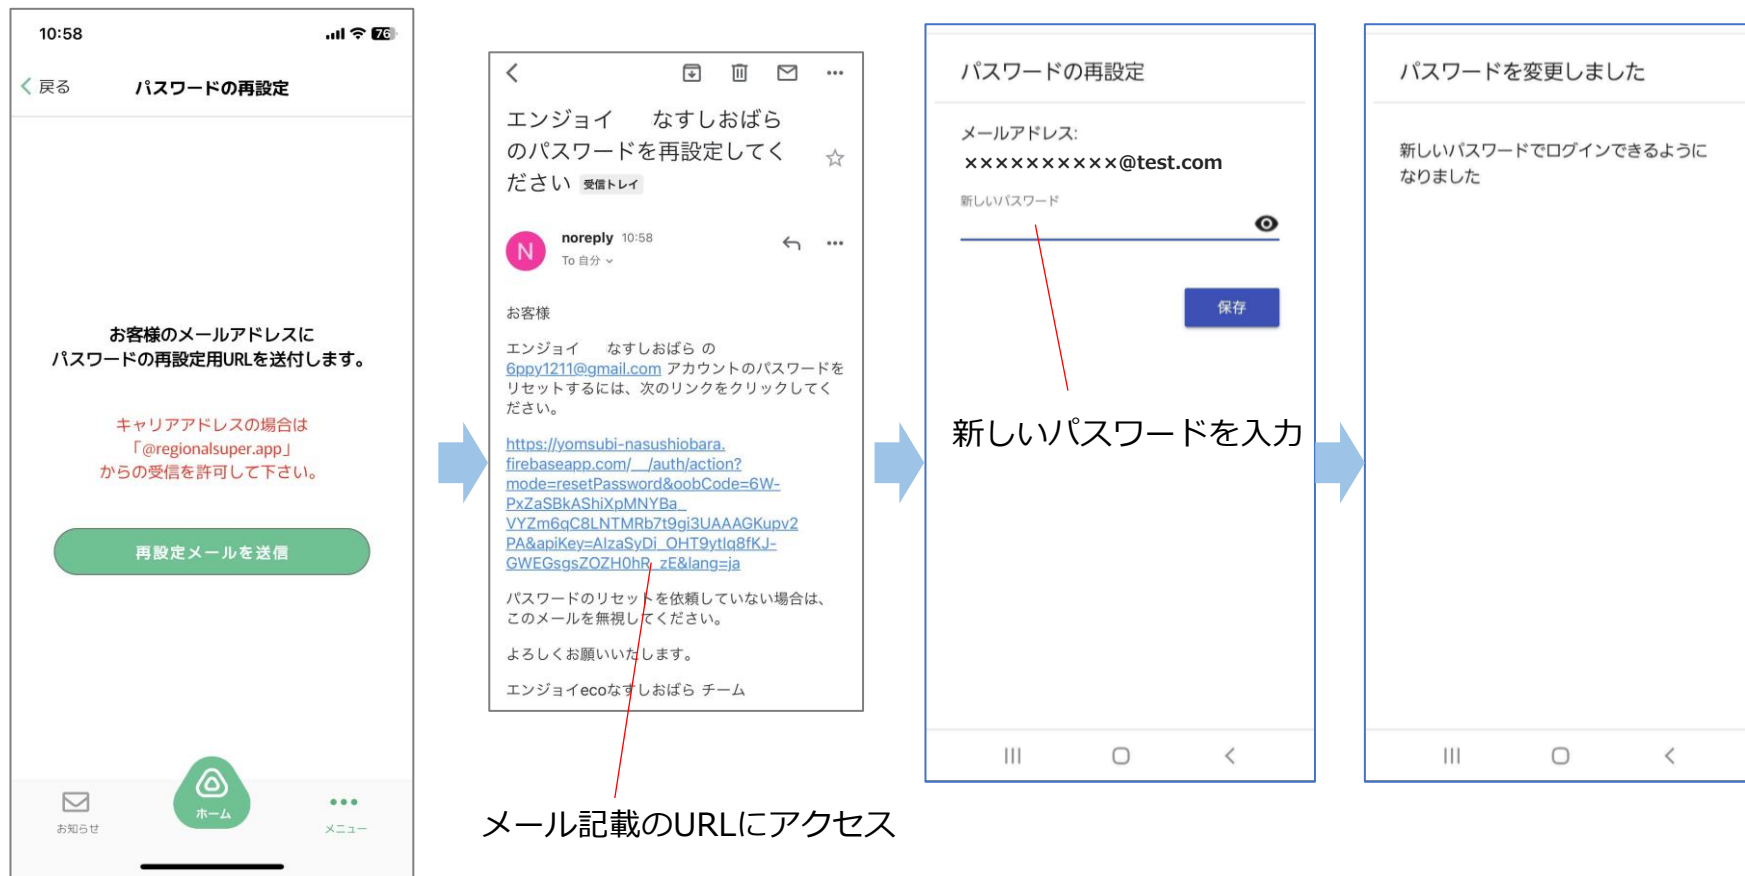 10:58
76
戻る
パスワードの再設定
お客様のメールアドレスに
パスワードの再設定用URLを送付します。
キャリアアドレスの場合は
「@regionalsuper.app」
からの受信を許可して下さい。
再設定メールを送信
お知らせ
ホーム
メニュー
エンジョイ なすしおばら
のパスワードを再設定してく
ださい 受信トレイ
N
noreply 10:58
To 自分
お客様
エンジョイ なすしおばら の
6ppy1211@gmail.com アカウントのパスワードを
リセットするには、次のリンクをクリックしてく
ださい。
https://yomsubi-nasushiobara.
firebaseapp.com/__/auth/action?
mode=resetPassword&oobCode=6W-
PxZaSBkAShiXpMNYBa_
VYZm6qC8LNTMRb7t9gi3UAAAGKupv2
PA&apiKey=AIzaSyDi_OHT9ytIq8fKJ-
GWEGsgsZOZH0hR_zE&lang=ja
パスワードのリセットを依頼していない場合は、
このメールを無視してください。
よろしくお願いいたします。
エンジョイecoなすしおばら チーム
メール記載のURLにアクセス
パスワードの再設定
メールアドレス:
××××××××××@test.com
新しいパスワード
保存
新しいパスワードを入力
パスワードを変更しました
新しいパスワードでログインできるように
なりました